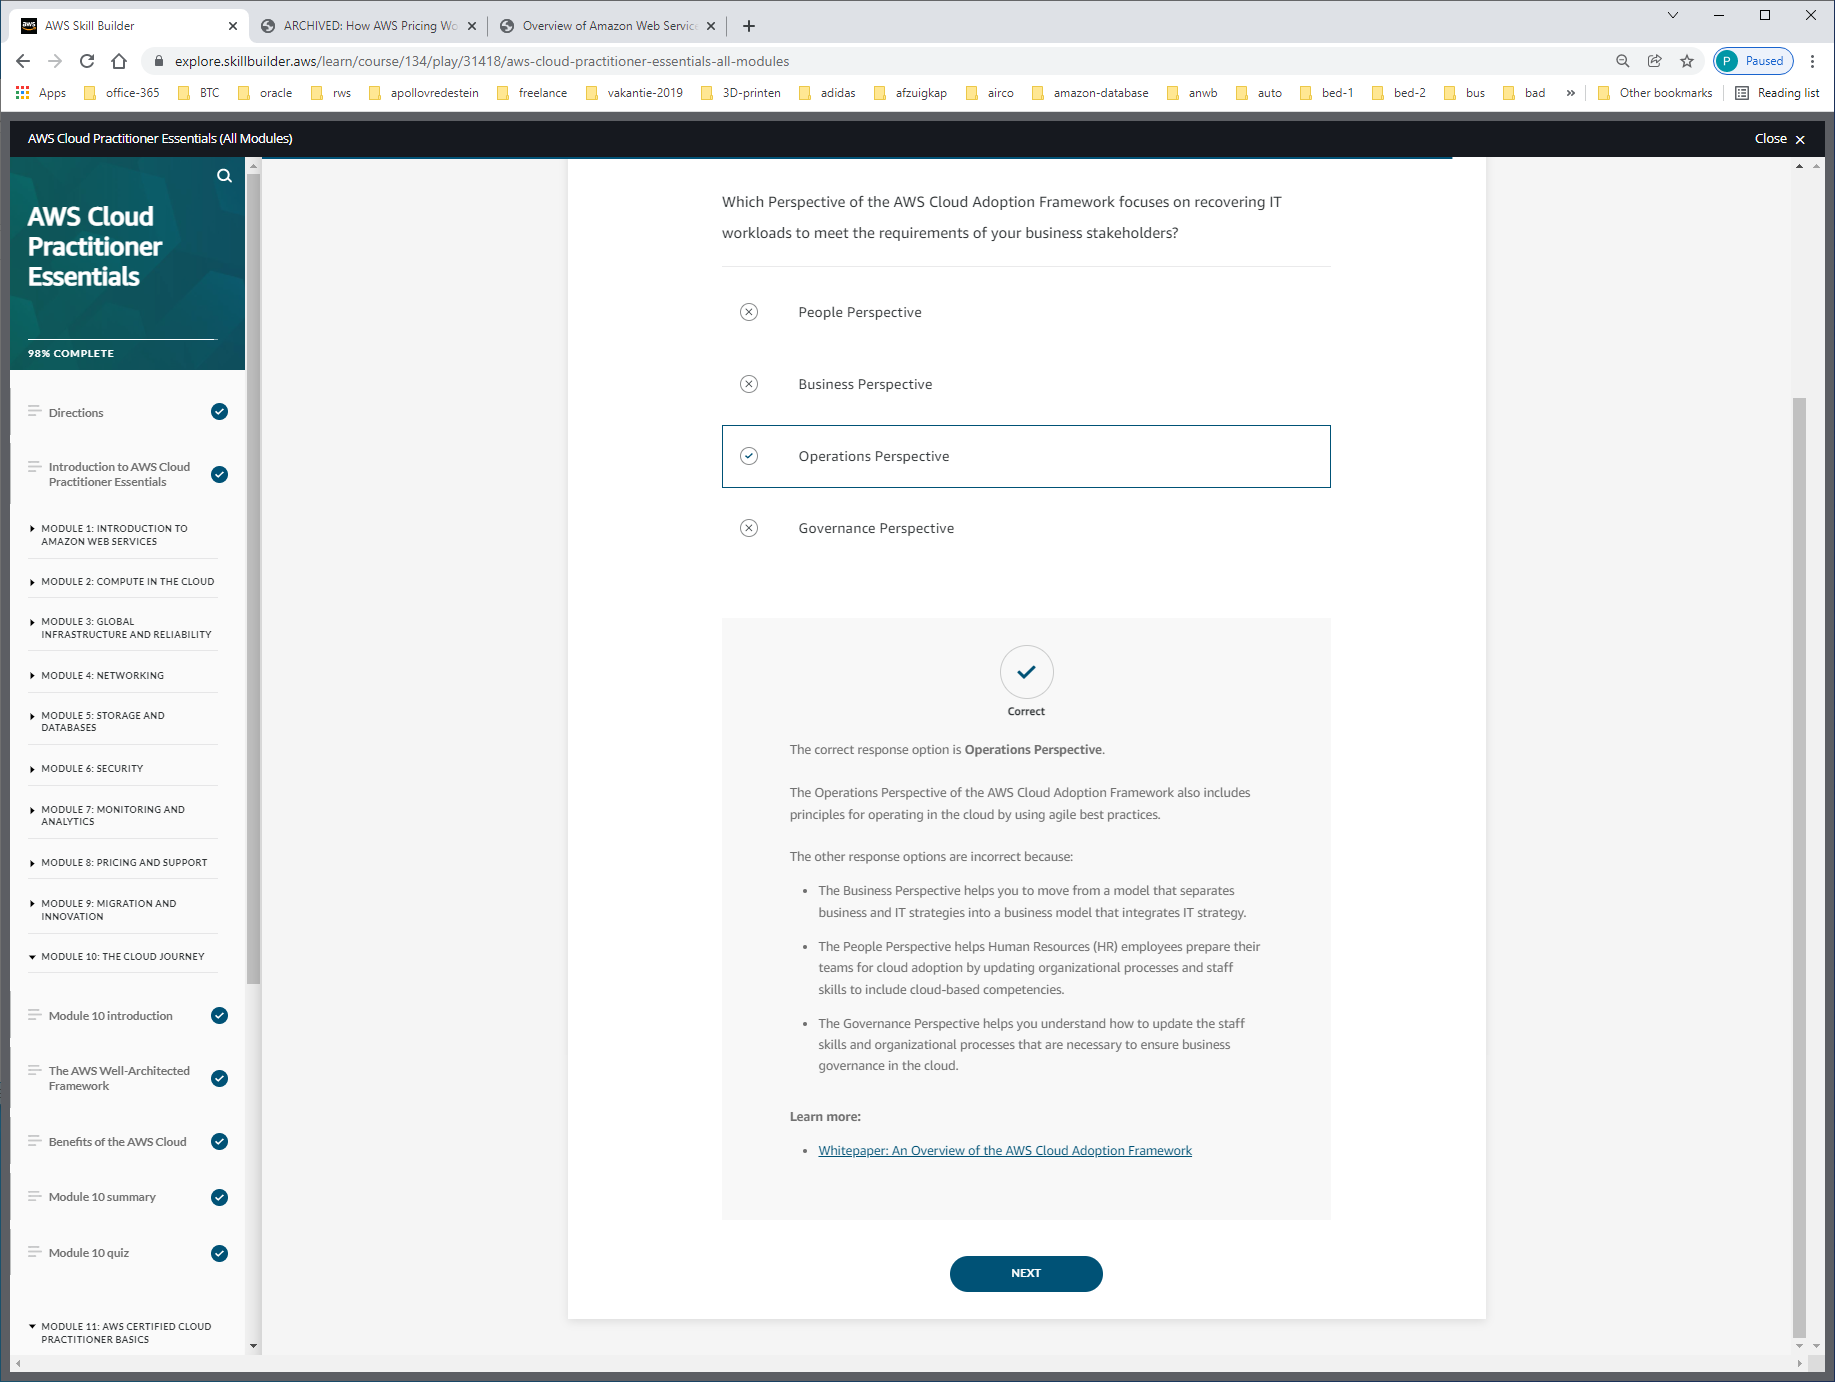 AWS Skill Builder
ARCHIVED: How AWS Pricing Wo
Overview of Amazon Web Service
explore.skillbuilder.aws/learn/course/134/play/31418/aws-cloud-practitioner-essentials-all-modules
P Paused
Apps office-365 BTC oracle rws apollovredestein freelance vakantie-2019 3D-printen adidas afzuigkap airco amazon-database anwb auto bed-1 bed-2 bus bad » Other bookmarks Reading list
AWS Cloud Practitioner Essentials (All Modules)
Close
AWS Cloud
Practitioner
Essentials
98% COMPLETE
Directions
Introduction to AWS Cloud
Practitioner Essentials
MODULE 1: INTRODUCTION TO
AMAZON WEB SERVICES
MODULE 2: COMPUTE IN THE CLOUD
MODULE 3: GLOBAL
INFRASTRUCTURE AND RELIABILITY
MODULE 4: NETWORKING
MODULE 5: STORAGE AND
DATABASES
MODULE 6: SECURITY
MODULE 7: MONITORING AND
ANALYTICS
MODULE 8: PRICING AND SUPPORT
MODULE 9: MIGRATION AND
INNOVATION
MODULE 10: THE CLOUD JOURNEY
Module 10 introduction
The AWS Well-Architected
Framework
Benefits of the AWS Cloud
Module 10 summary
Module 10 quiz
MODULE 11: AWS CERTIFIED CLOUD
PRACTITIONER BASICS
Which Perspective of the AWS Cloud Adoption Framework focuses on recovering IT
workloads to meet the requirements of your business stakeholders?
People Perspective
Business Perspective
Operations Perspective
Governance Perspective
Correct
The correct response option is Operations Perspective.
The Operations Perspective of the AWS Cloud Adoption Framework also includes
principles for operating in the cloud by using agile best practices.
The other response options are incorrect because:
• The Business Perspective helps you to move from a model that separates
business and IT strategies into a business model that integrates IT strategy.
• The People Perspective helps Human Resources (HR) employees prepare their
teams for cloud adoption by updating organizational processes and staff
skills to include cloud-based competencies.
• The Governance Perspective helps you understand how to update the staff
skills and organizational processes that are necessary to ensure business
governance in the cloud.
Learn more:
• Whitepaper: An Overview of the AWS Cloud Adoption Framework
NEXT